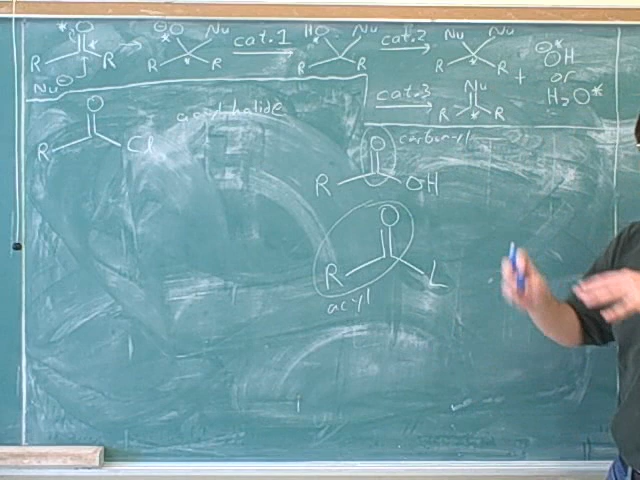 *O* R R Nu⊖ → ⊖O * Nu R * R cat.1 HO * Nu R R cat.2 Nu Nu R * R + ⊖*OH
or
cat.3 Nu R * R H₂O*
O R Cl acyl halide
O carbonyl R OH
O R L
acyl